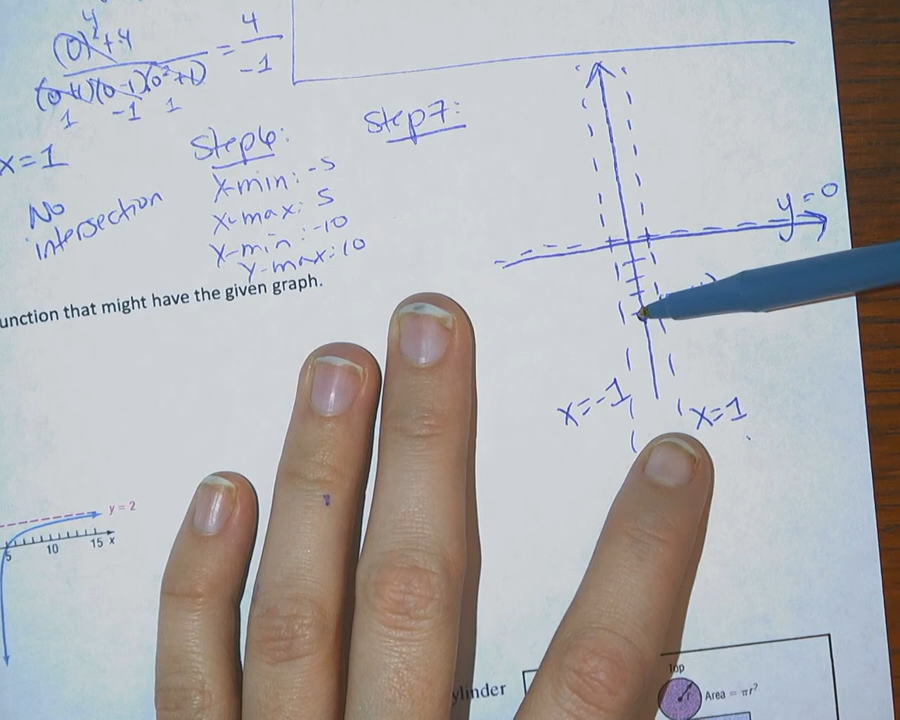 4
(0)²+4
(0+1)(0-1)(0²+1) = 4/-1
1 -1 1
x=1
No
intersection
Step6:
X-min: -5
X-max: 5
Y-min: -10
Y-max: 10
Step7:
y=0
x=-1
x=1
unction that might have the given graph.
y = 2
5 10 15 x
ylinder
Top
r
Area = πr²